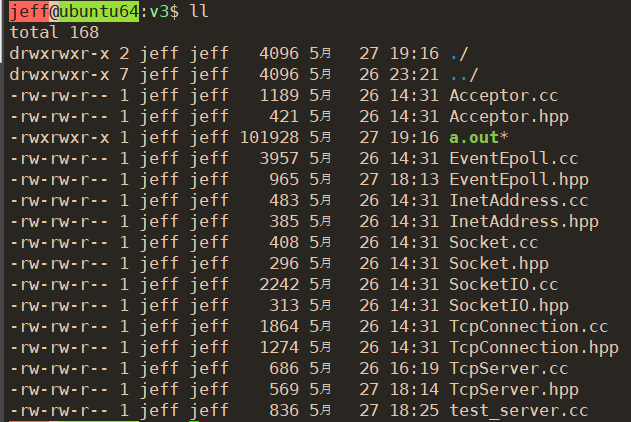 jeff@ubuntu64:v3$ ll
total 168
drwxrwxr-x 2 jeff jeff   4096 5月   27 19:16 ./
drwxrwxr-x 7 jeff jeff   4096 5月   26 23:21 ../
-rw-rw-r-- 1 jeff jeff   1189 5月   26 14:31 Acceptor.cc
-rw-rw-r-- 1 jeff jeff    421 5月   26 14:31 Acceptor.hpp
-rwxrwxr-x 1 jeff jeff 101928 5月   27 19:16 a.out*
-rw-rw-r-- 1 jeff jeff   3957 5月   26 14:31 EventEpoll.cc
-rw-rw-r-- 1 jeff jeff    965 5月   27 18:13 EventEpoll.hpp
-rw-rw-r-- 1 jeff jeff    483 5月   26 14:31 InetAddress.cc
-rw-rw-r-- 1 jeff jeff    385 5月   26 14:31 InetAddress.hpp
-rw-rw-r-- 1 jeff jeff    408 5月   26 14:31 Socket.cc
-rw-rw-r-- 1 jeff jeff    296 5月   26 14:31 Socket.hpp
-rw-rw-r-- 1 jeff jeff   2242 5月   26 14:31 SocketIO.cc
-rw-rw-r-- 1 jeff jeff    313 5月   26 14:31 SocketIO.hpp
-rw-rw-r-- 1 jeff jeff   1864 5月   26 14:31 TcpConnection.cc
-rw-rw-r-- 1 jeff jeff   1274 5月   26 14:31 TcpConnection.hpp
-rw-rw-r-- 1 jeff jeff    686 5月   26 16:19 TcpServer.cc
-rw-rw-r-- 1 jeff jeff    569 5月   27 18:14 TcpServer.hpp
-rw-rw-r-- 1 jeff jeff    836 5月   27 18:25 test_server.cc